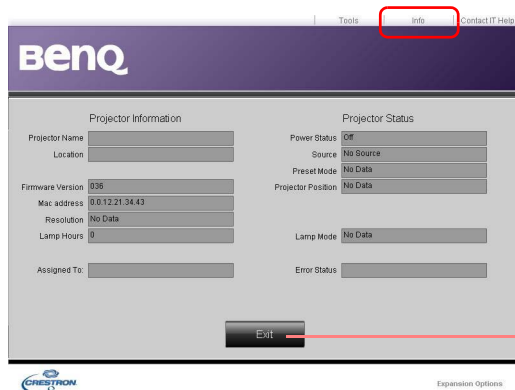 Tools Info Contact IT Help
BenQ
Projector Information
Projector Name
Location
Firmware Version 036
Mac address 0.0.12.21.34.43
Resolution No Data
Lamp Hours 0
Assigned To:
Projector Status
Power Status Off
Source No Source
Preset Mode No Data
Projector Position No Data
Lamp Mode No Data
Error Status
Exit
CRESTRON
Expansion Options